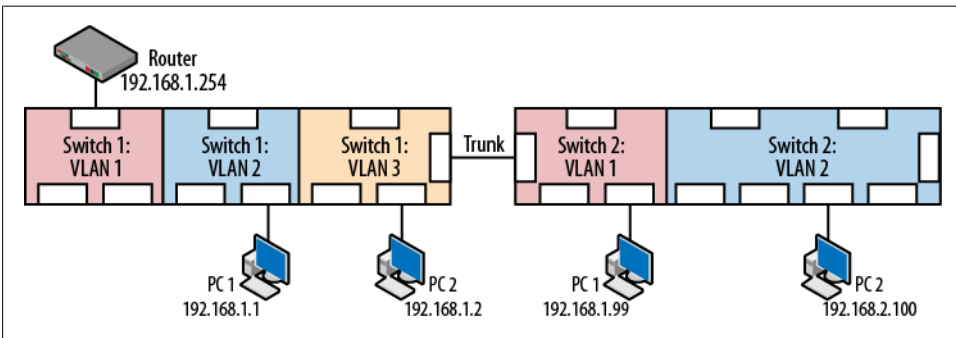 Router
192.168.1.254
Switch 1:
VLAN 1
Switch 1:
VLAN 2
Switch 1:
VLAN 3
Trunk
Switch 2:
VLAN 1
Switch 2:
VLAN 2
PC 1
192.168.1.1
PC 2
192.168.1.2
PC 1
192.168.1.99
PC 2
192.168.2.100